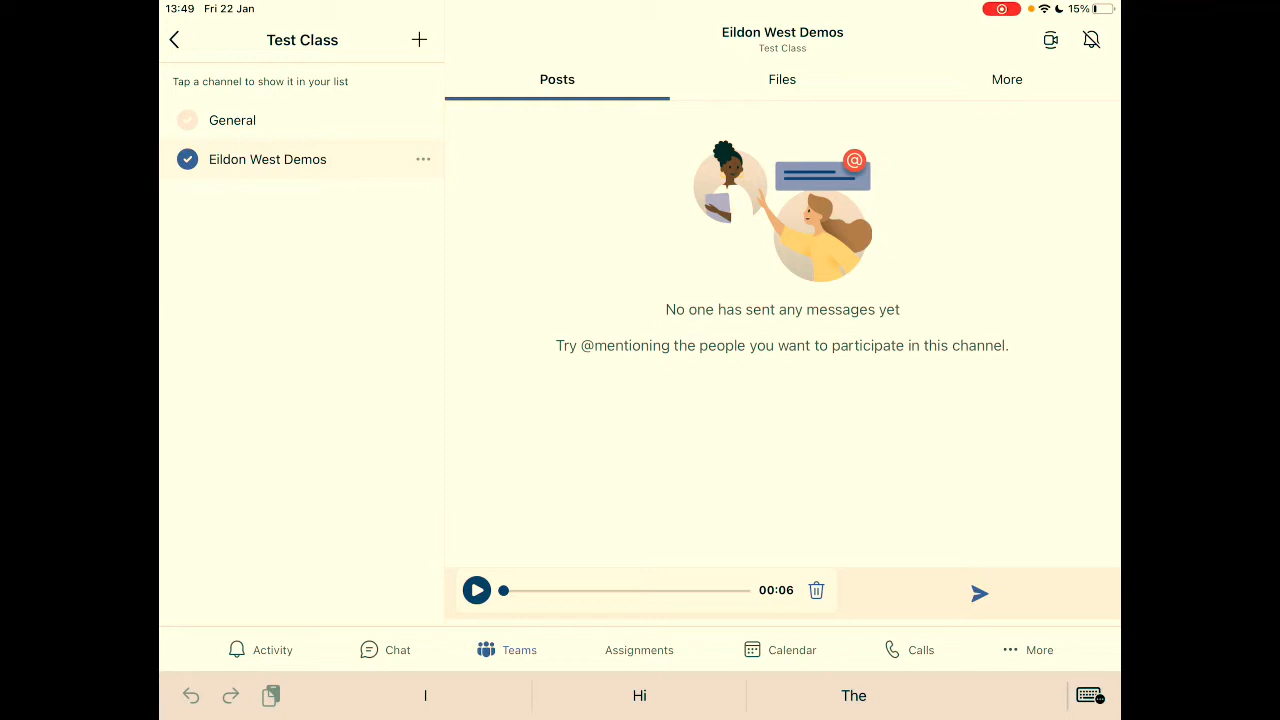 13:49 Fri 22 Jan
15%
Test Class
Tap a channel to show it in your list
General
Eildon West Demos
Eildon West Demos
Test Class
Posts Files More
@
No one has sent any messages yet
Try @mentioning the people you want to participate in this channel.
00:06
Activity Chat Teams Assignments Calendar Calls More
I Hi The